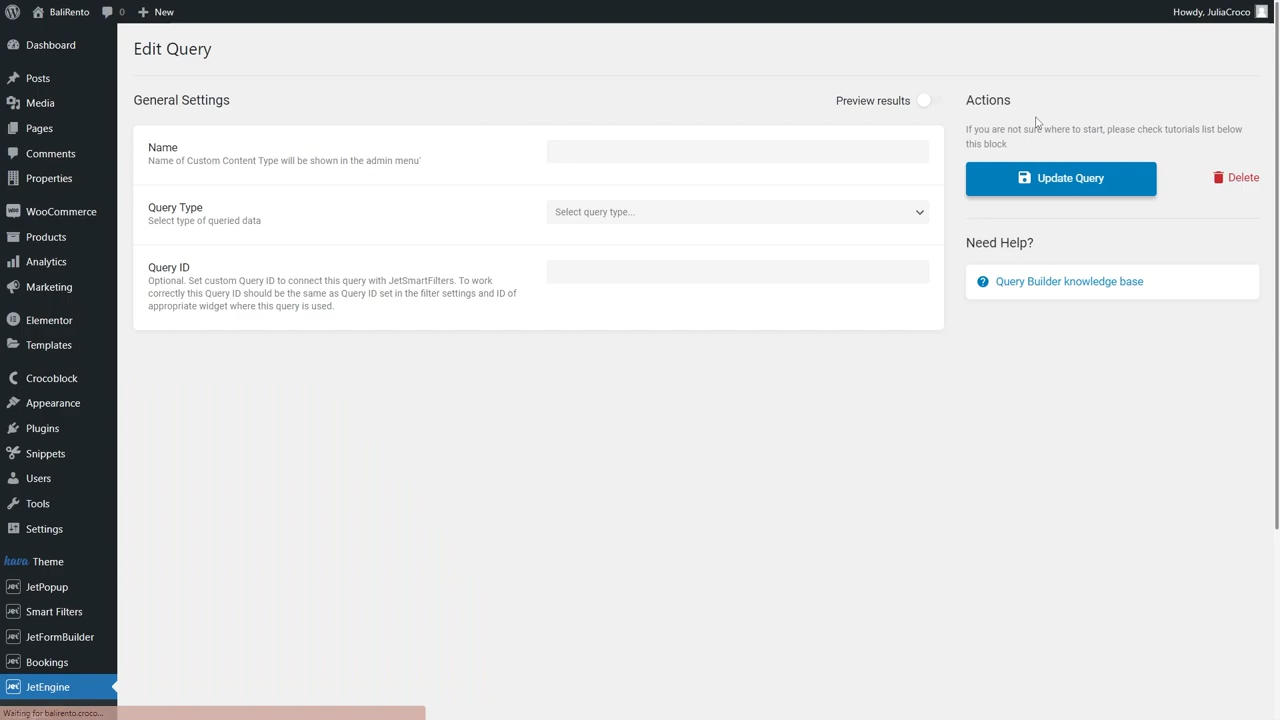 BaliRento
0
New
Howdy, JuliaCroco
Dashboard
Posts
Media
Pages
Comments
Properties
WooCommerce
Products
Analytics
Marketing
Elementor
Templates
Crocoblock
Appearance
Plugins
Snippets
Users
Tools
Settings
kava Theme
JetPopup
Smart Filters
JetFormBuilder
Bookings
JetEngine
Waiting for balirento.croco...
Edit Query
General Settings
Preview results
Name
Name of Custom Content Type will be shown in the admin menu`
Query Type
Select type of queried data
Select query type...
Query ID
Optional. Set custom Query ID to connect this query with JetSmartFilters. To work
correctly this Query ID should be the same as Query ID set in the filter settings and ID of
appropriate widget where this query is used.
Actions
If you are not sure where to start, please check tutorials list below
this block
Update Query
Delete
Need Help?
Query Builder knowledge base